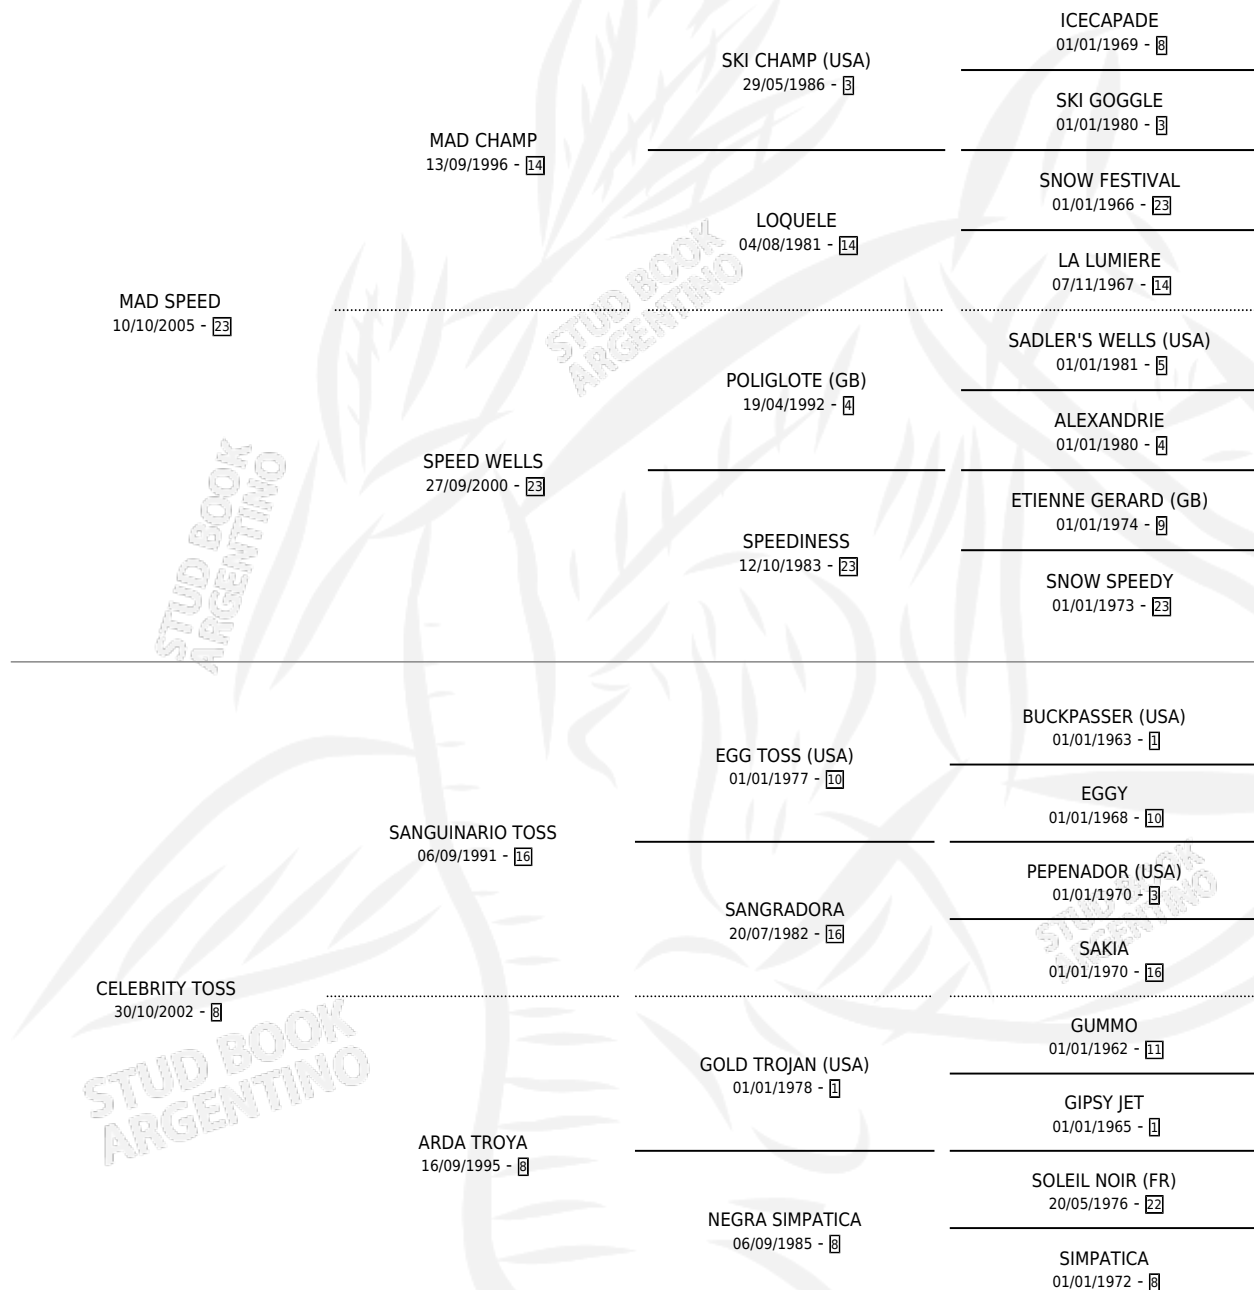 ICECAPADE
01/01/1969 - 8
SKI CHAMP (USA)
29/05/1986 - 3
SKI GOGGLE
01/01/1980 - 3
MAD CHAMP
13/09/1996 - 14
SNOW FESTIVAL
01/01/1966 - 23
LOQUELE
04/08/1981 - 14
LA LUMIERE
07/11/1967 - 14
MAD SPEED
10/10/2005 - 23
STUD BOOK
ARGENTINO
SADLER'S WELLS (USA)
01/01/1981 - 5
POLIGLOTE (GB)
19/04/1992 - 4
ALEXANDRIE
01/01/1980 - 4
SPEED WELLS
27/09/2000 - 23
ETIENNE GERARD (GB)
01/01/1974 - 9
SPEEDINESS
12/10/1983 - 23
SNOW SPEEDY
01/01/1973 - 23
STUD BOOK
ARGENTINO
BUCKPASSER (USA)
01/01/1963 - 1
EGG TOSS (USA)
01/01/1977 - 10
EGGY
01/01/1968 - 10
SANGUINARIO TOSS
06/09/1991 - 16
PEPENADOR (USA)
01/01/1970 - 3
SANGRADORA
20/07/1982 - 16
STUD BOOK
ARGENTINO
SAKIA
01/01/1970 - 16
CELEBRITY TOSS
30/10/2002 - 8
STUD BOOK
ARGENTINO
GUMMO
01/01/1962 - 11
GOLD TROJAN (USA)
01/01/1978 - 1
GIPSY JET
01/01/1965 - 1
ARDA TROYA
16/09/1995 - 8
SOLEIL NOIR (FR)
20/05/1976 - 22
NEGRA SIMPATICA
06/09/1985 - 8
SIMPATICA
01/01/1972 - 8